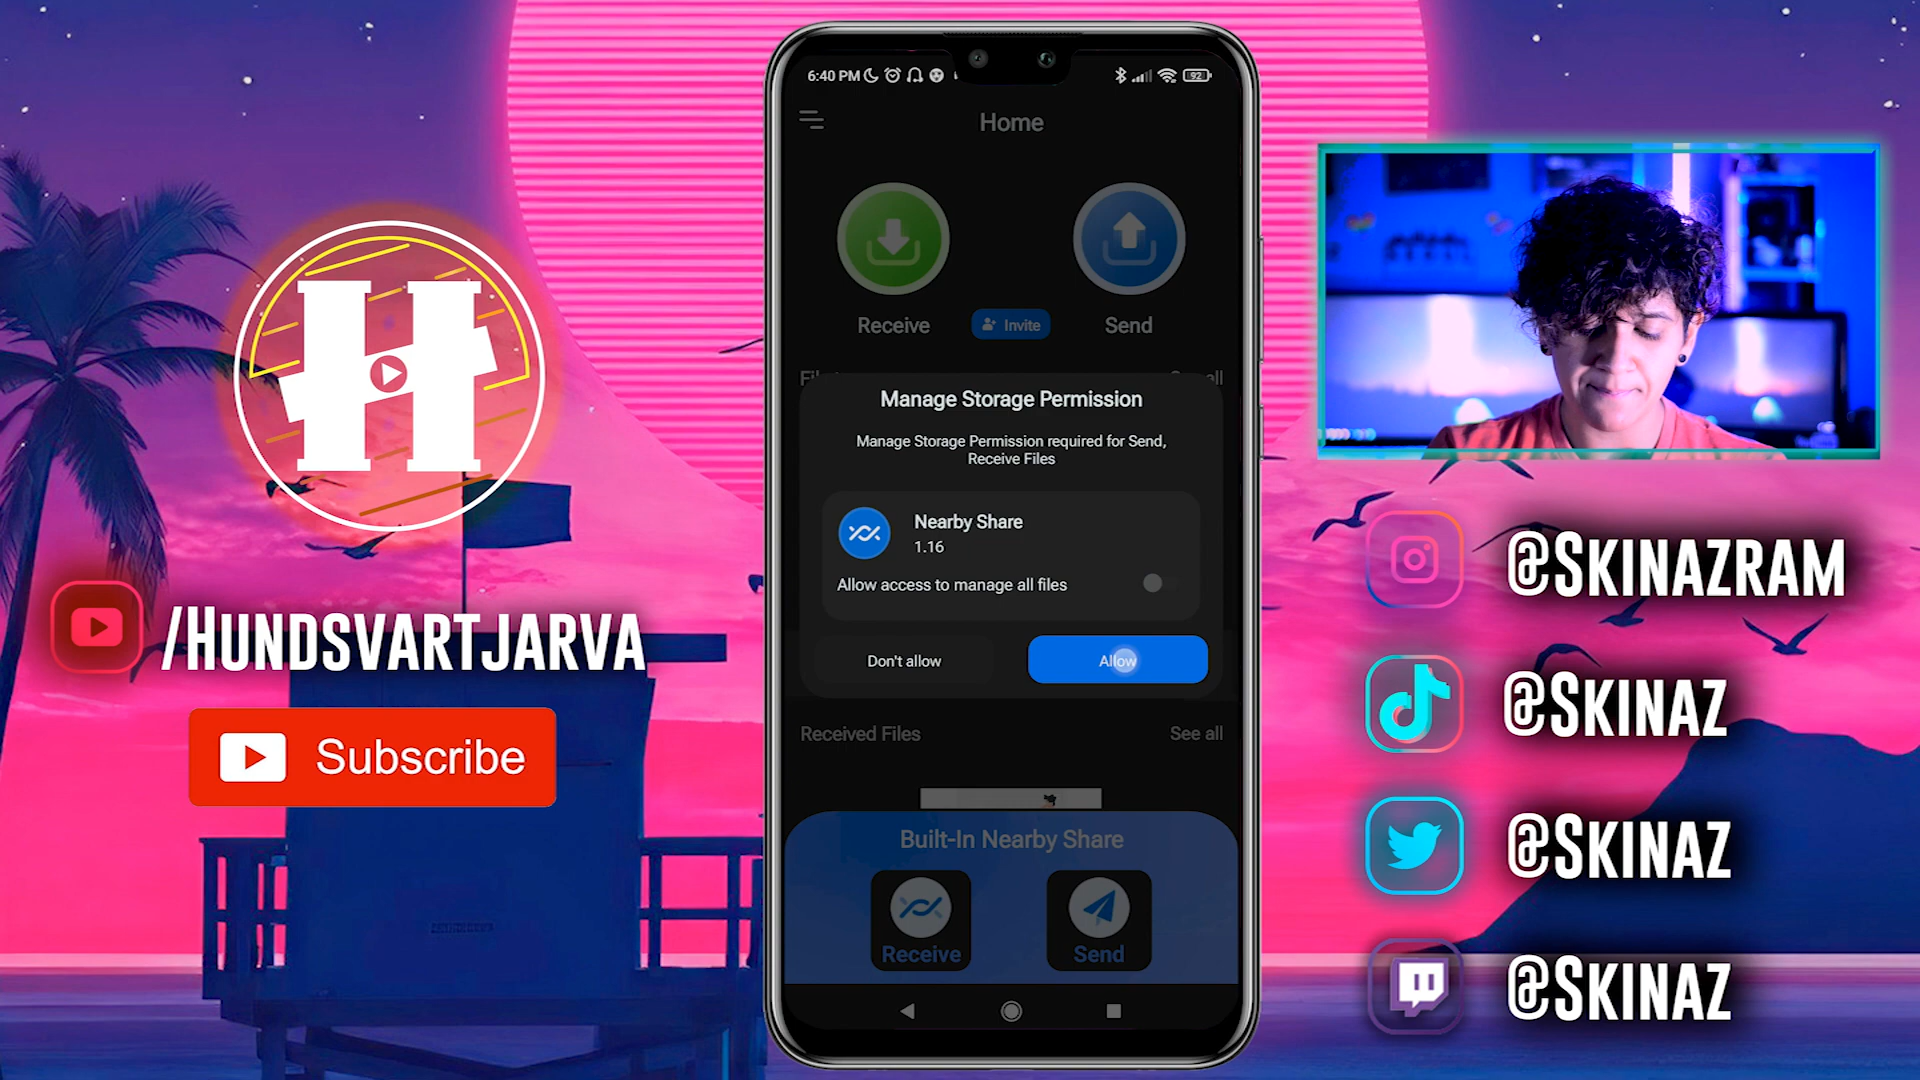 6:40 PM
92
Home
Receive
Invite
Send
Manage Storage Permission
Manage Storage Permission required for Send,
Receive Files
Nearby Share
1.16
Allow access to manage all files
Don't allow
Allow
Received Files
See all
Built-In Nearby Share
Receive
Send
H
/Hundsvartjarva
Subscribe
@Skinazram
@Skinaz
@Skinaz
@Skinaz